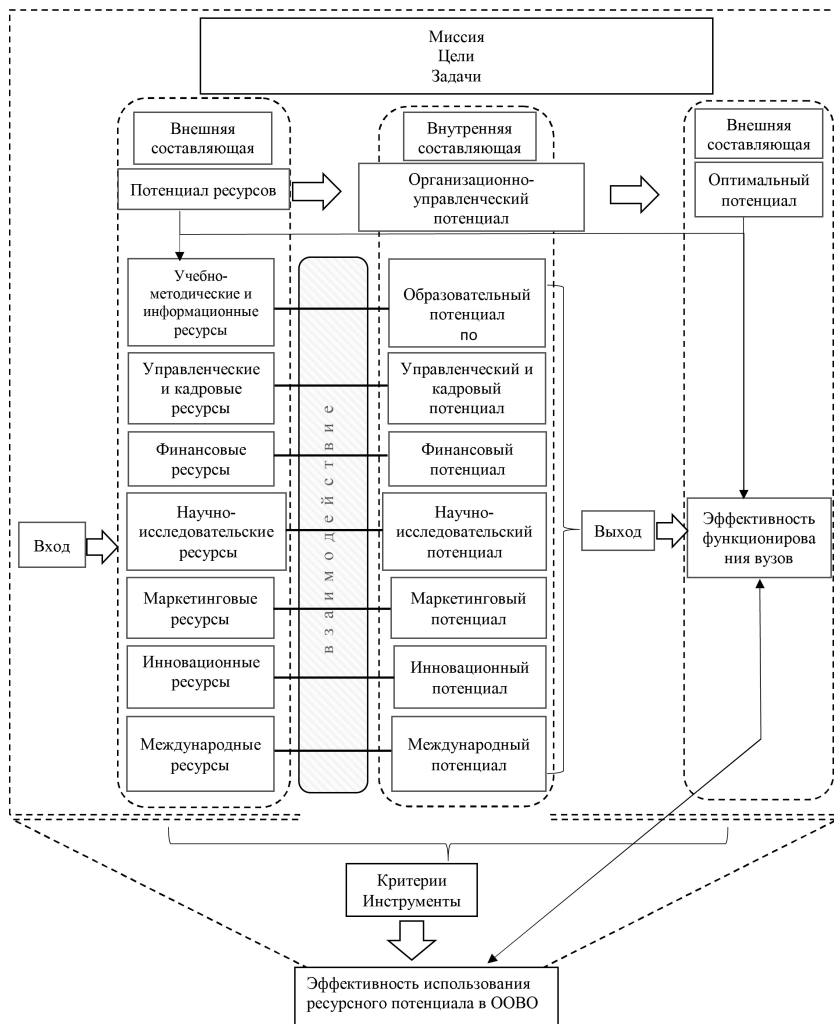 Миссия
Цели
Задачи
Внешняя
составляющая
Внутренняя
составляющая
Внешняя
составляющая
Потенциал ресурсов
Организационно-
управленческий
потенциал
Оптимальный
потенциал
Учебно-
методические и
информационные
ресурсы
Образовательный
потенциал
по
Управленческие
и кадровые
ресурсы
Управленческий и
кадровый
потенциал
Финансовые
ресурсы
Финансовый
потенциал
Вход
Научно-
исследовательские
ресурсы
взаимодействие
Научно-
исследовательский
потенциал
Выход
Эффективность
функционирова
ния вузов
Маркетинговые
ресурсы
Маркетинговый
потенциал
Инновационные
ресурсы
Инновационный
потенциал
Международные
ресурсы
Международный
потенциал
Критерии
Инструменты
Эффективность использования
ресурсного потенциала в ООВО